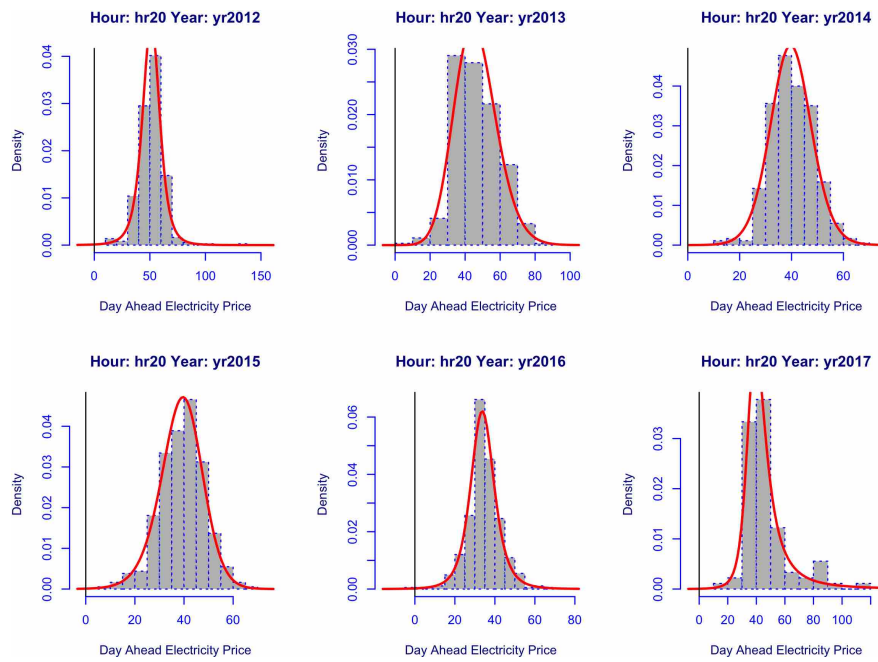 Hour: hr20 Year: yr2012
Density
0.00 0.01 0.02 0.03 0.04
0 50 100 150
Day Ahead Electricity Price
Hour: hr20 Year: yr2013
Density
0.000 0.010 0.020 0.030
0 20 40 60 80 100
Day Ahead Electricity Price
Hour: hr20 Year: yr2014
Density
0.00 0.01 0.02 0.03 0.04
0 20 40 60
Day Ahead Electricity Price
Hour: hr20 Year: yr2015
Density
0.00 0.01 0.02 0.03 0.04
0 20 40 60
Day Ahead Electricity Price
Hour: hr20 Year: yr2016
Density
0.00 0.02 0.04 0.06
0 20 40 60 80
Day Ahead Electricity Price
Hour: hr20 Year: yr2017
Density
0.00 0.01 0.02 0.03
0 20 40 60 80 100
Day Ahead Electricity Price